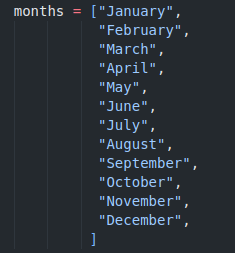 months = ["January",
"February",
"March",
"April",
"May",
"June",
"July",
"August",
"September",
"October",
"November",
"December",
]